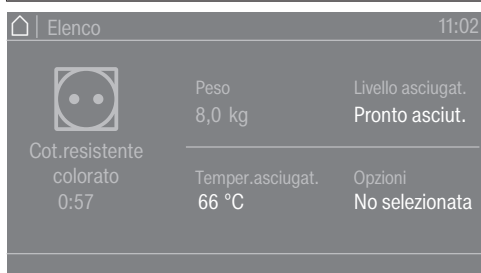 Elenco 11:02
Peso Livello asciugat.
8,0 kg Pronto asciut.
Cot.resistente
colorato
0:57
Temper.asciugat. Opzioni
66 °C No selezionata